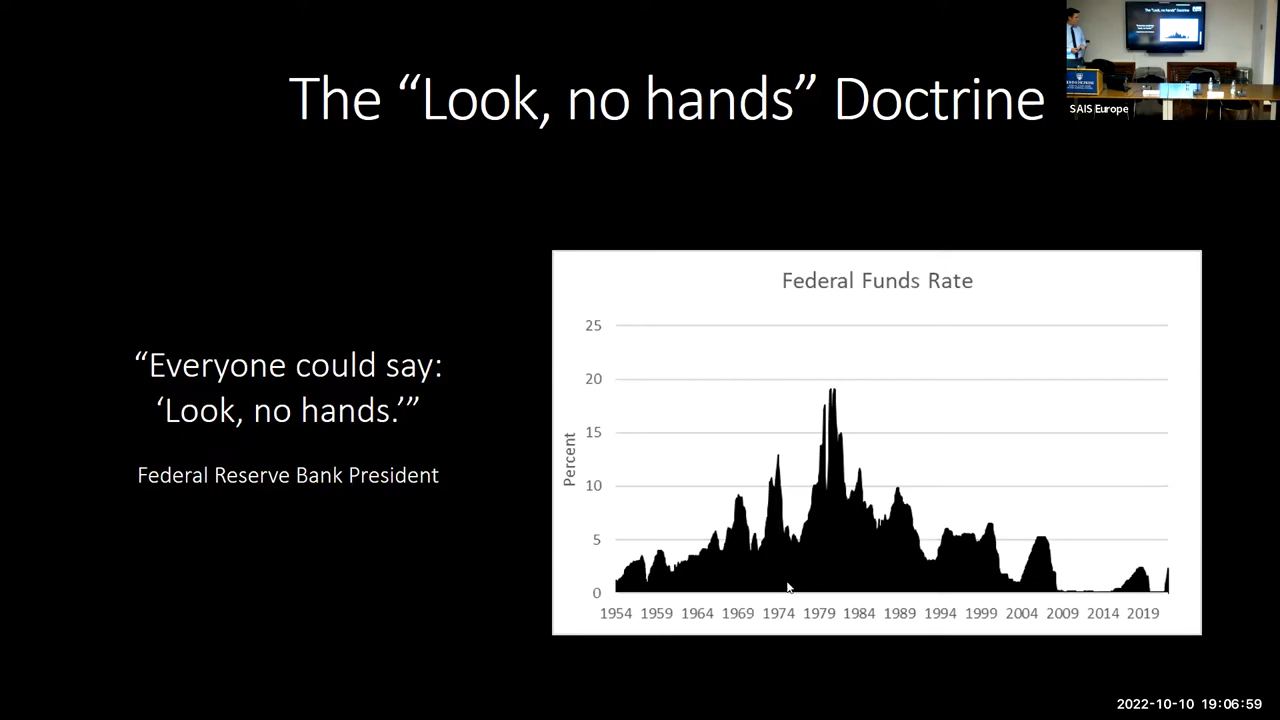 The “Look, no hands” Doctrine
SAIS Europe
“Everyone could say:
‘Look, no hands.’”
Federal Reserve Bank President
Federal Funds Rate
Percent
25
20
15
10
5
0
1954 1959 1964 1969 1974 1979 1984 1989 1994 1999 2004 2009 2014 2019
2022-10-10 19:06:59